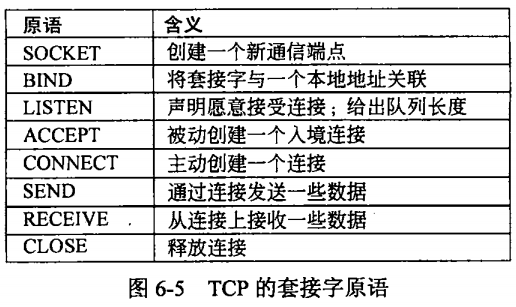 原语 含义
SOCKET 创建一个新通信端点
BIND 将套接字与一个本地地址关联
LISTEN 声明愿意接受连接；给出队列长度
ACCEPT 被动创建一个入境连接
CONNECT 主动创建一个连接
SEND 通过连接发送一些数据
RECEIVE 从连接上接收一些数据
CLOSE 释放连接
图 6-5 TCP 的套接字原语